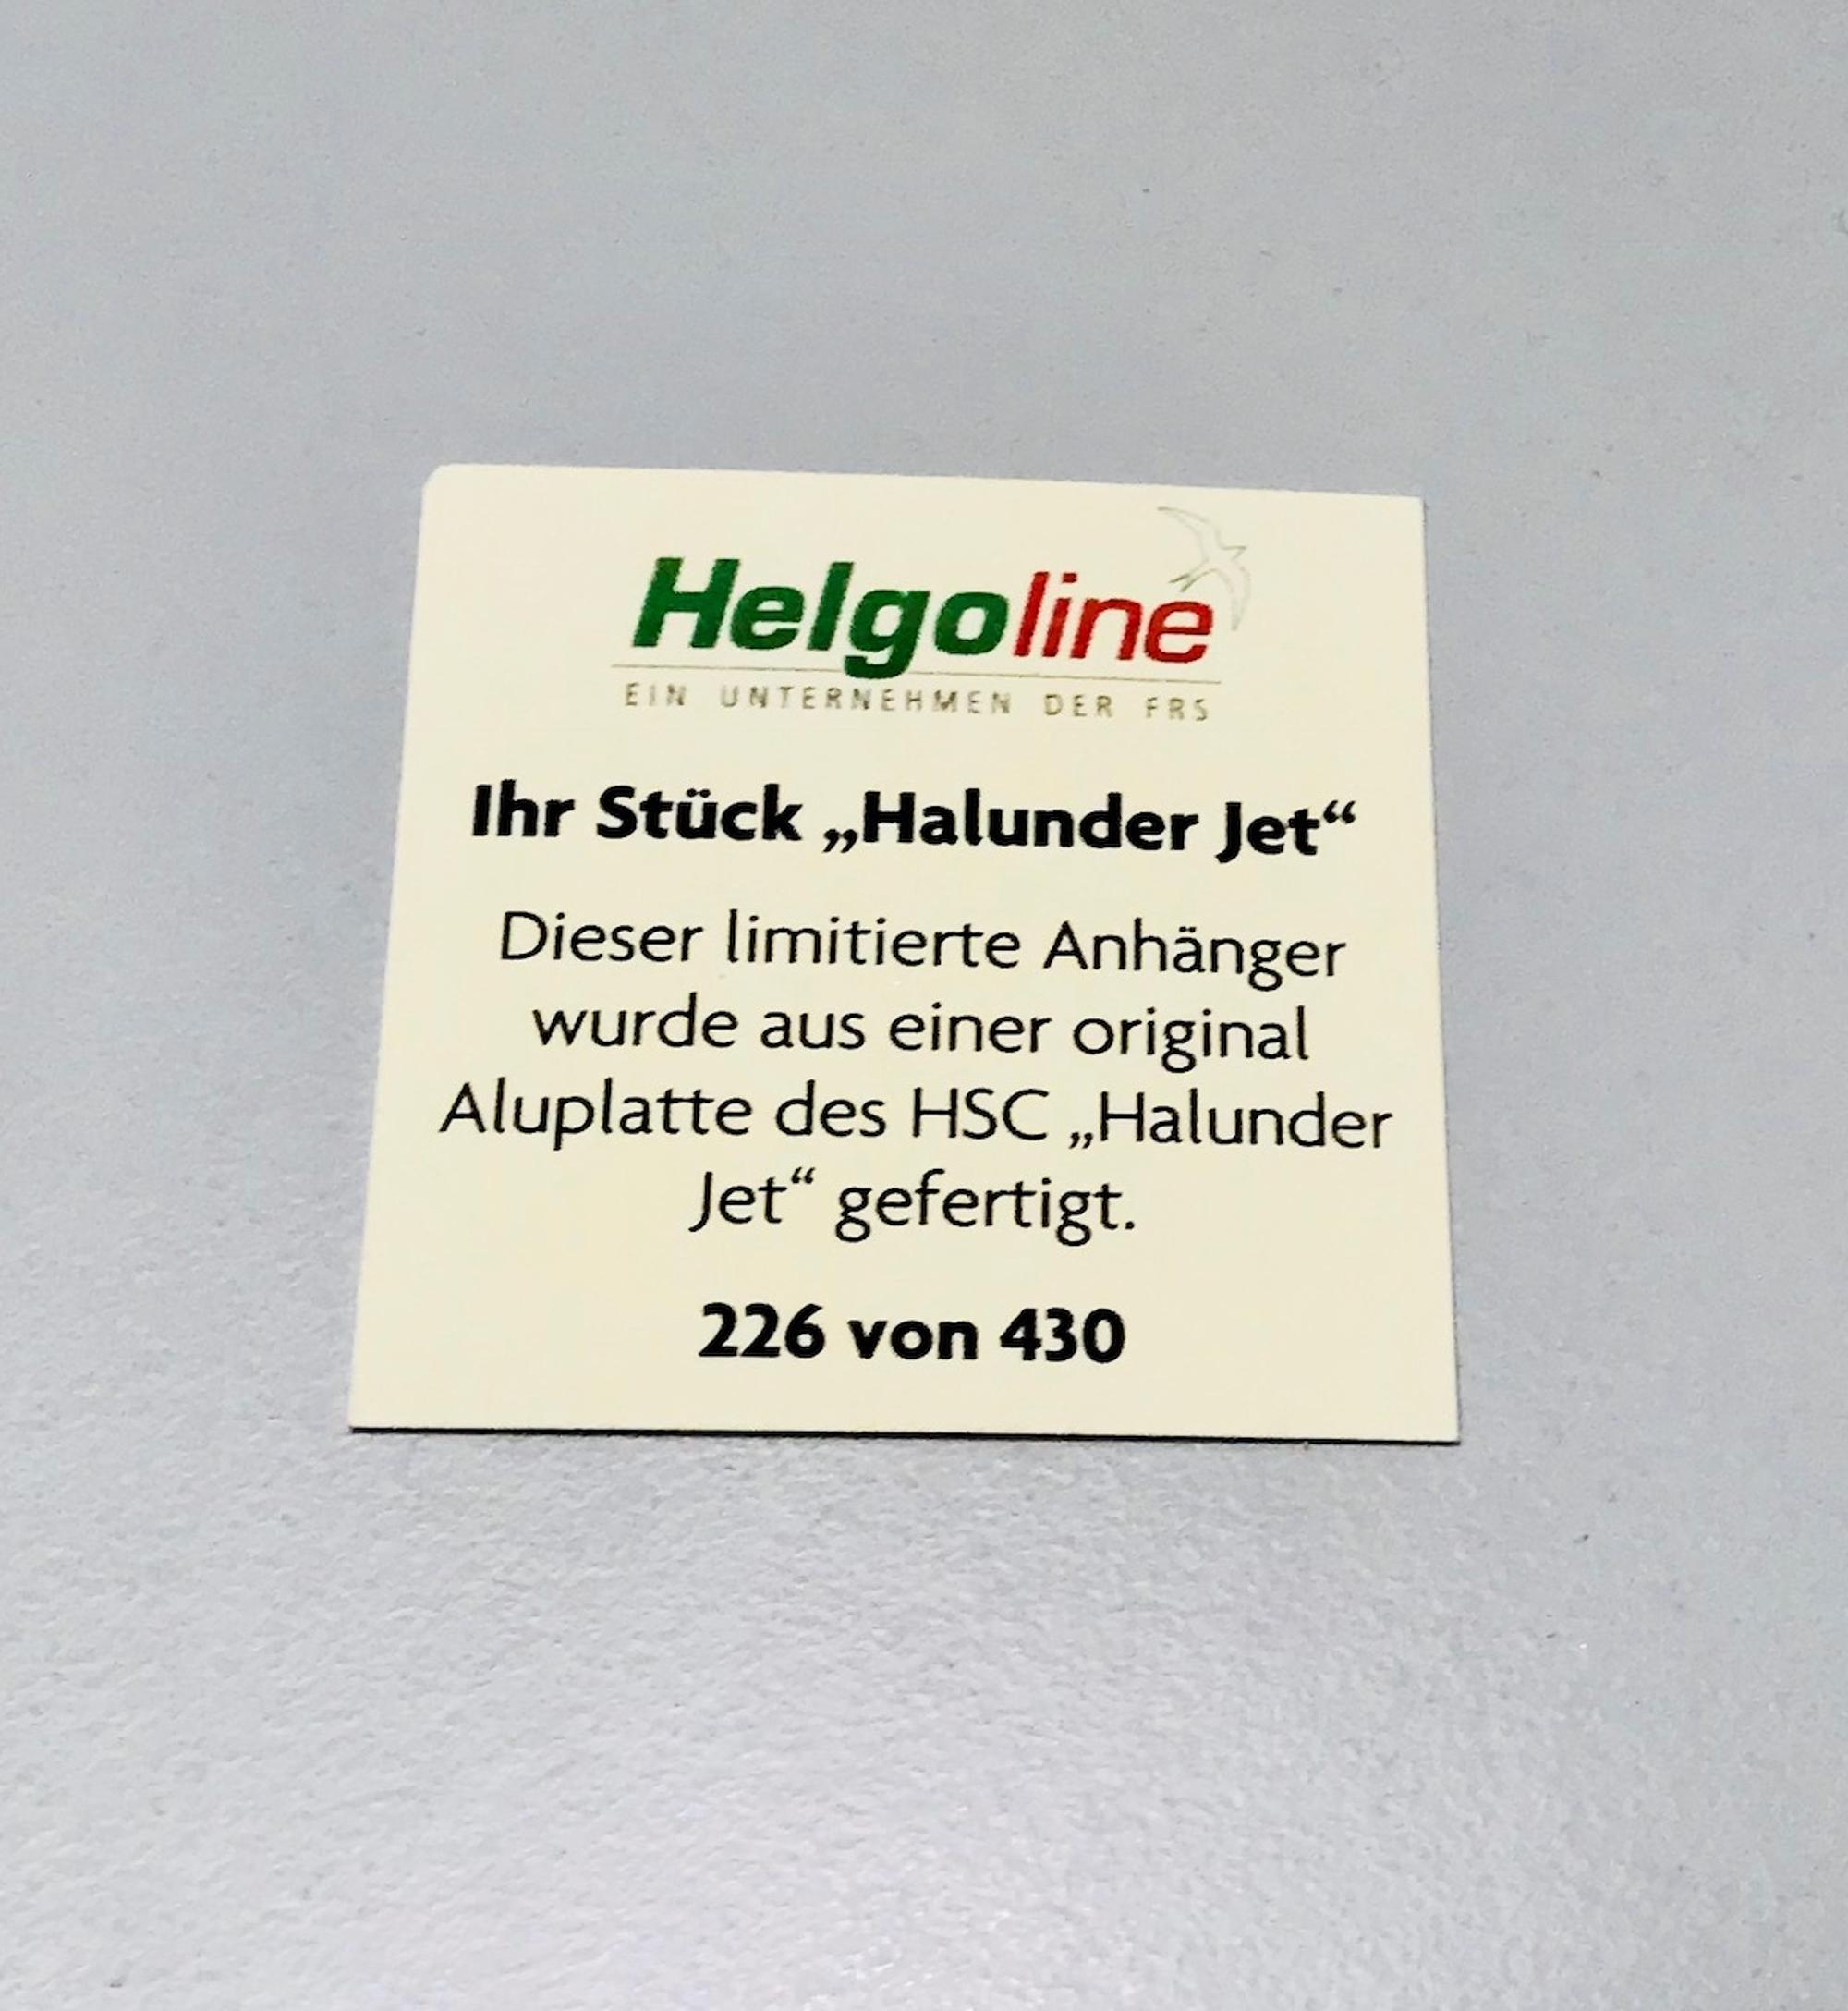 Helgoline
EIN UNTERNEHMEN DER FRS
Ihr Stück „Halunder Jet“
Dieser limitierte Anhänger
wurde aus einer original
Aluplatte des HSC „Halunder
Jet“ gefertigt.
226 von 430